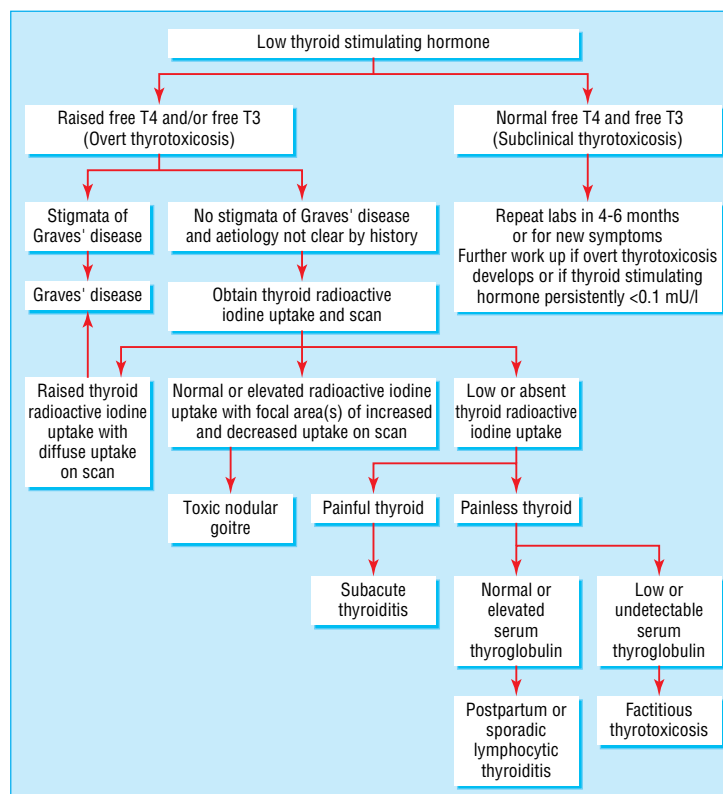 Low thyroid stimulating hormone
Raised free T4 and/or free T3
(Overt thyrotoxicosis)
Normal free T4 and free T3
(Subclinical thyrotoxicosis)
Stigmata of
Graves' disease
No stigmata of Graves' disease
and aetiology not clear by history
Repeat labs in 4-6 months
or for new symptoms
Further work up if overt thyrotoxicosis
develops or if thyroid stimulating
hormone persistently <0.1 mU/l
Graves' disease
Obtain thyroid radioactive
iodine uptake and scan
Raised thyroid
radioactive iodine
uptake with
diffuse uptake
on scan
Normal or elevated radioactive iodine
uptake with focal area(s) of increased
and decreased uptake on scan
Low or absent
thyroid radioactive
iodine uptake
Toxic nodular
goitre
Painful thyroid
Painless thyroid
Subacute
thyroiditis
Normal or
elevated
serum
thyroglobulin
Low or
undetectable
serum
thyroglobulin
Postpartum or
sporadic
lymphocytic
thyroiditis
Factitious
thyrotoxicosis